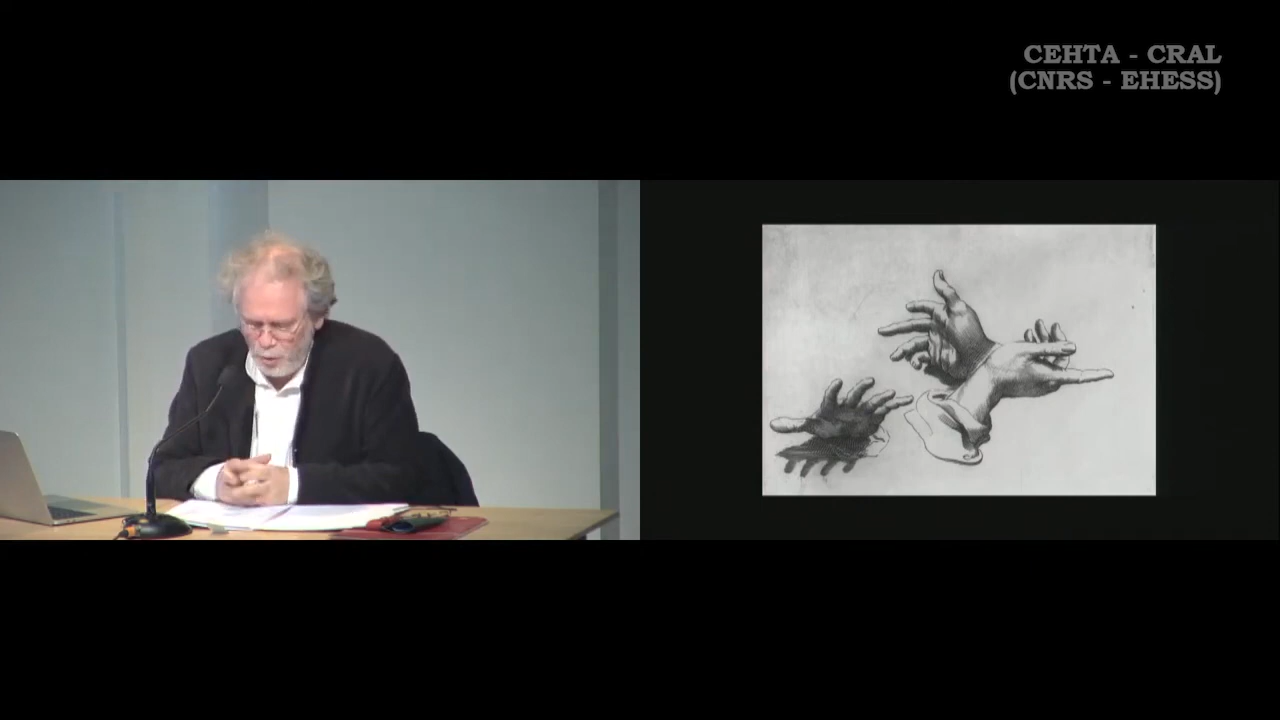 CEHTA - CRAL
(CNRS - EHESS)